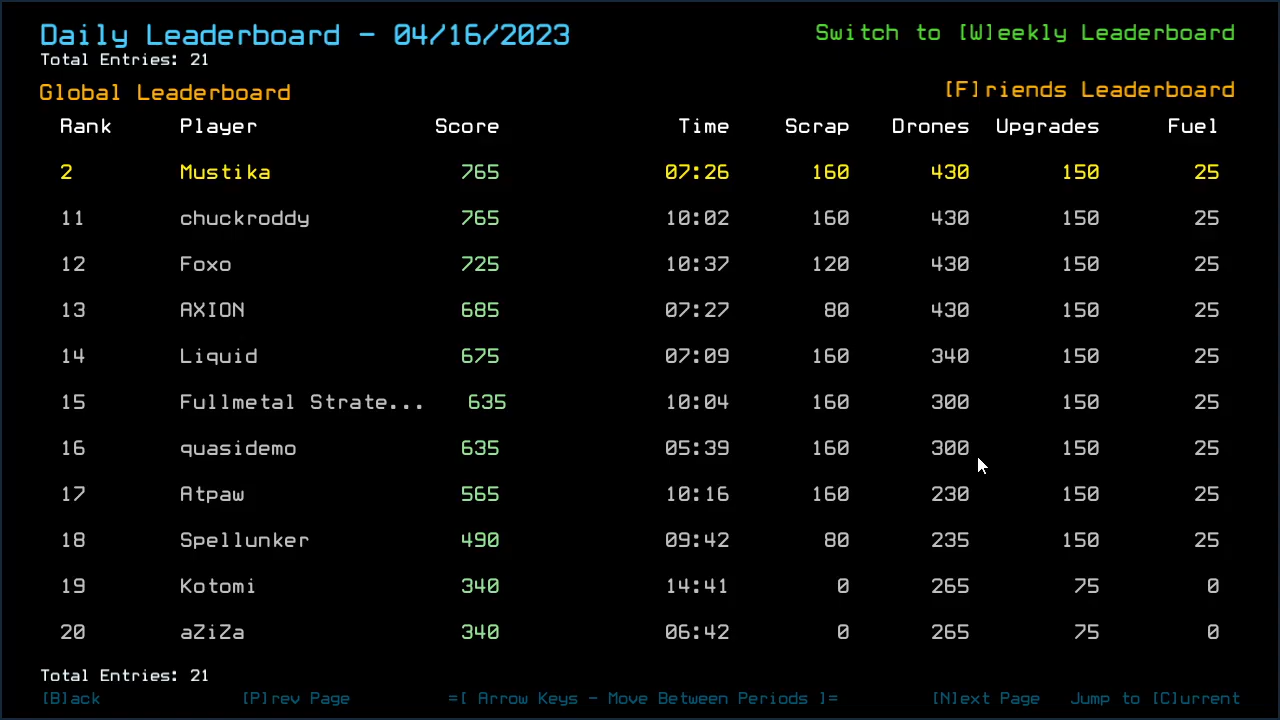 Daily Leaderboard - 04/16/2023 Switch to [W]eekly Leaderboard
Total Entries: 21
Global Leaderboard [F]riends Leaderboard
Rank Player Score Time Scrap Drones Upgrades Fuel
2 Mustika 765 07:26 160 430 150 25
11 chuckroddy 765 10:02 160 430 150 25
12 Foxo 725 10:37 120 430 150 25
13 AXION 685 07:27 80 430 150 25
14 Liquid 675 07:09 160 340 150 25
15 Fullmetal Strate... 635 10:04 160 300 150 25
16 quasidemo 635 05:39 160 300 150 25
17 Atpaw 565 10:16 160 230 150 25
18 Spellunker 490 09:42 80 235 150 25
19 Kotomi 340 14:41 0 265 75 0
20 aZiZa 340 06:42 0 265 75 0
Total Entries: 21
[B]ack [P]rev Page =[ Arrow Keys - Move Between Periods ]= [N]ext Page Jump to [C]urrent